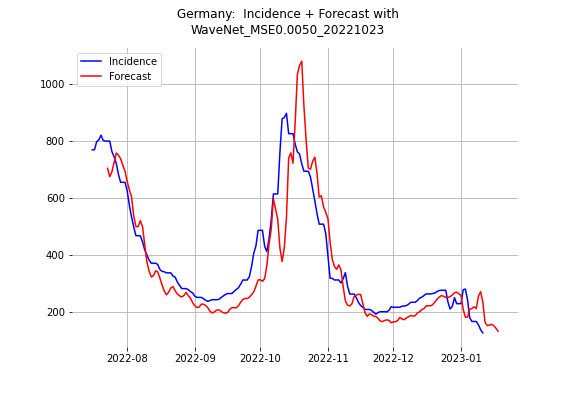 Germany:  Incidence + Forecast with
WaveNet_MSE0.0050_20221023
Incidence
Forecast
1000
800
600
400
200
2022-08 2022-09 2022-10 2022-11 2022-12 2023-01